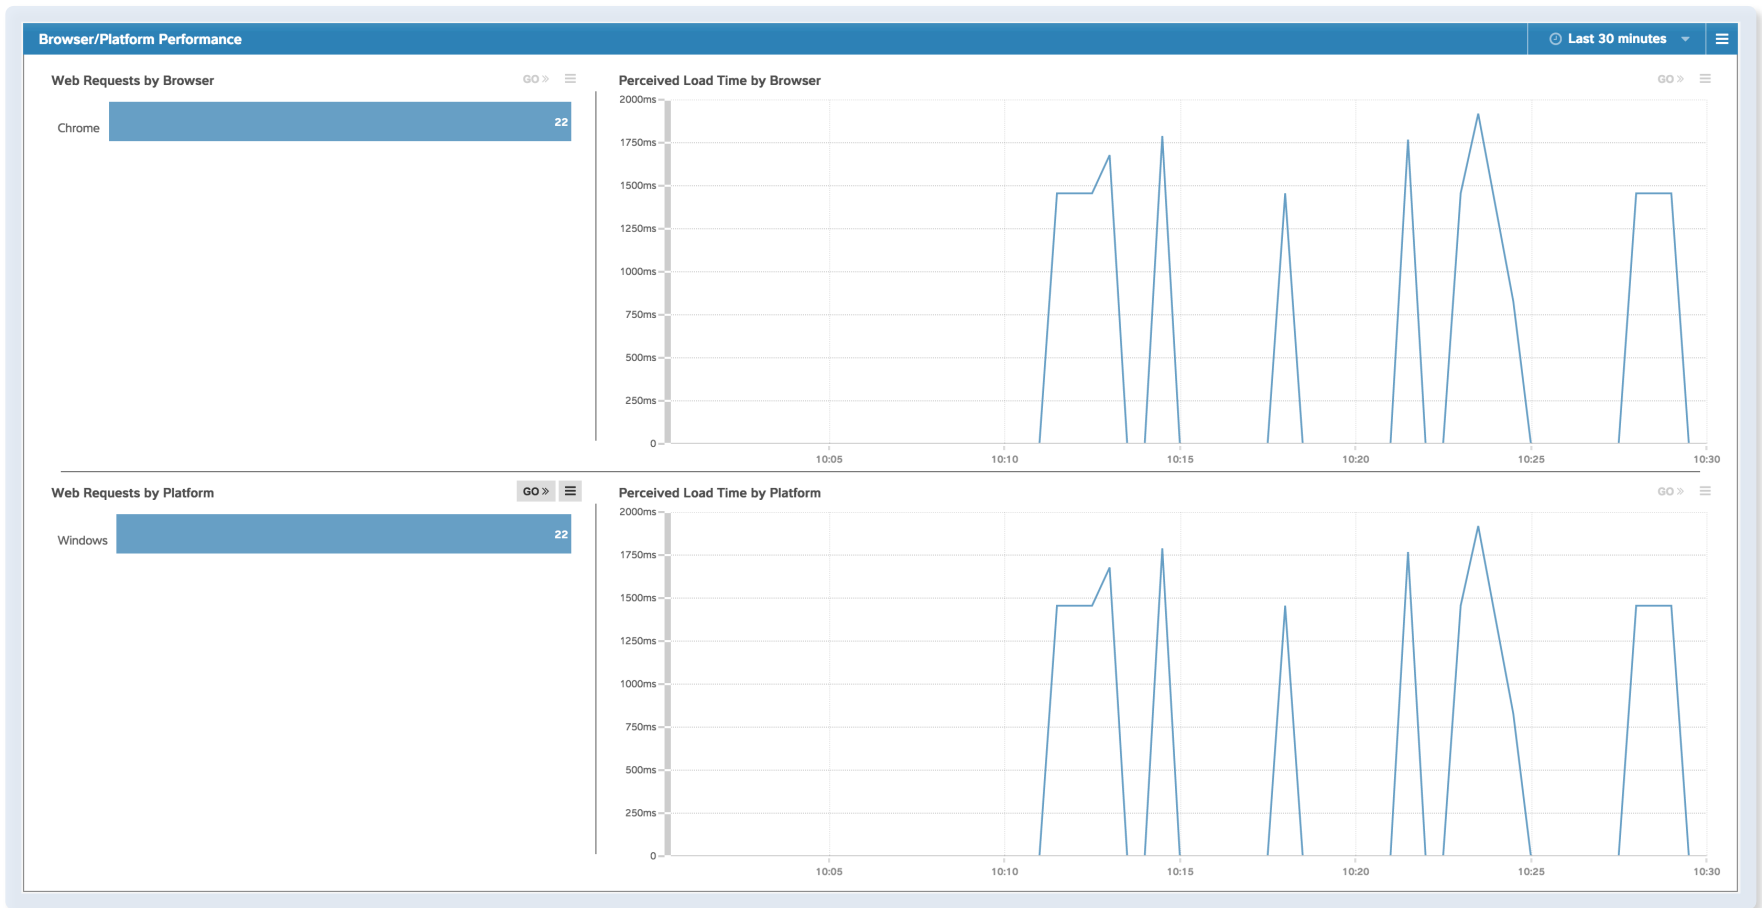 Browser/Platform Performance
Last 30 minutes
Web Requests by Browser
GO »
Chrome
22
Perceived Load Time by Browser
GO »
2000ms
1750ms
1500ms
1250ms
1000ms
750ms
500ms
250ms
0
10:05 10:10 10:15 10:20 10:25 10:30
Web Requests by Platform
GO »
Windows
22
Perceived Load Time by Platform
GO »
2000ms
1750ms
1500ms
1250ms
1000ms
750ms
500ms
250ms
0
10:05 10:10 10:15 10:20 10:25 10:30